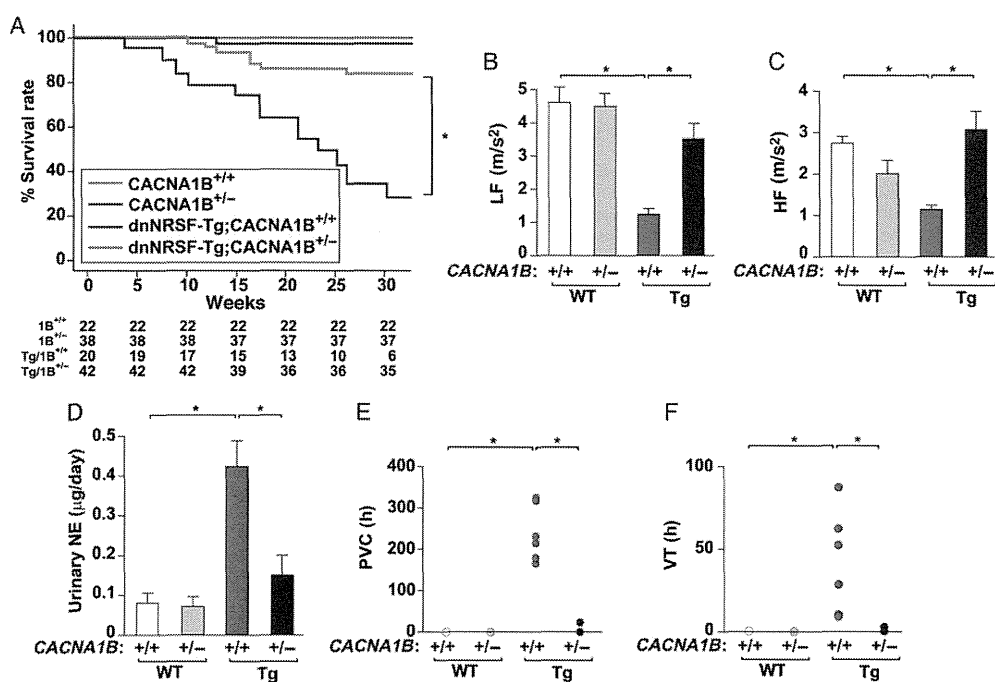 A
% Survival rate
100
80
60
40
20
0
CACNA1B+/+
CACNA1B+/−
dnNRSF-Tg;CACNA1B+/+
dnNRSF-Tg;CACNA1B+/−
*
0 5 10 15 20 25 30
Weeks
1B+/+ 22 22 22 22 22 22 22
1B+/− 38 38 38 37 37 37 37
Tg/1B+/+ 20 19 17 15 13 10 6
Tg/1B+/− 42 42 42 39 36 36 35
B
* *
LF (m/s2)
5
4
3
2
1
0
CACNA1B: +/+ +/− +/+ +/−
WT Tg
C
* *
HF (m/s2)
4
3
2
1
0
CACNA1B: +/+ +/− +/+ +/−
WT Tg
D
* *
Urinary NE (μg/day)
0.5
0.4
0.3
0.2
0.1
0
CACNA1B: +/+ +/− +/+ +/−
WT Tg
E
* *
PVC (h)
400
300
200
100
0
CACNA1B: +/+ +/− +/+ +/−
WT Tg
F
* *
VT (h)
100
50
0
CACNA1B: +/+ +/− +/+ +/−
WT Tg